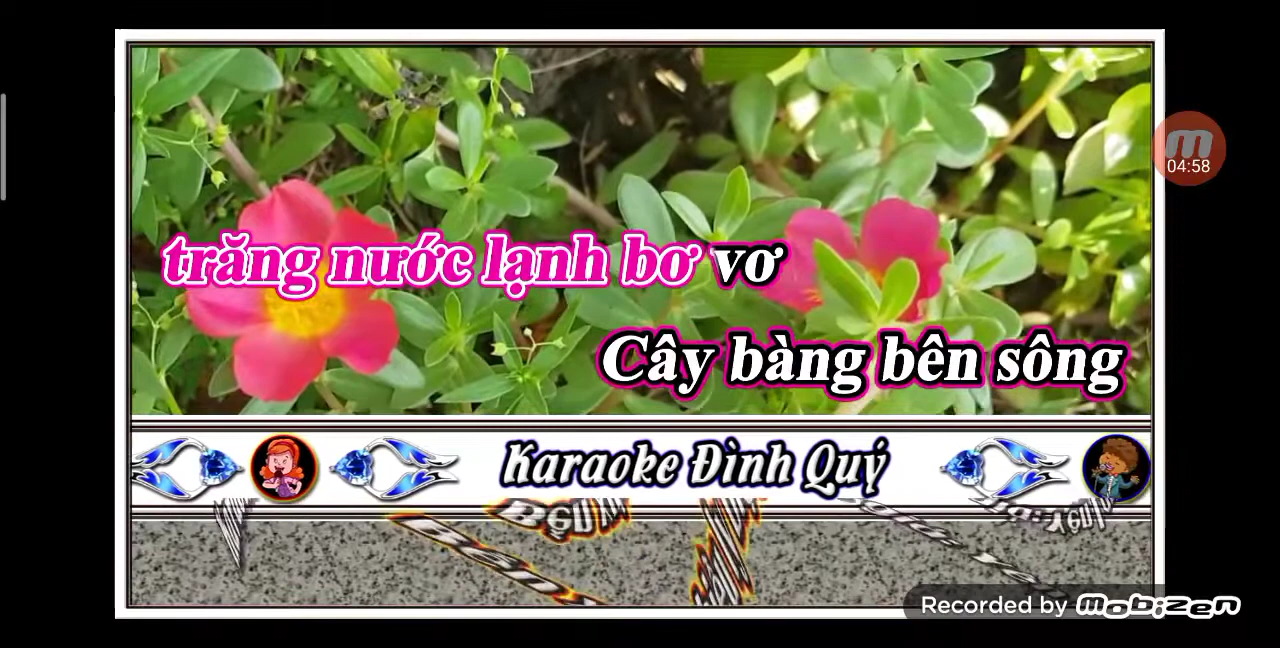 04:58
trăng nước lạnh bơ vơ
Cây bàng bên sông
Karaoke Đình Quý
Recorded by mobizen